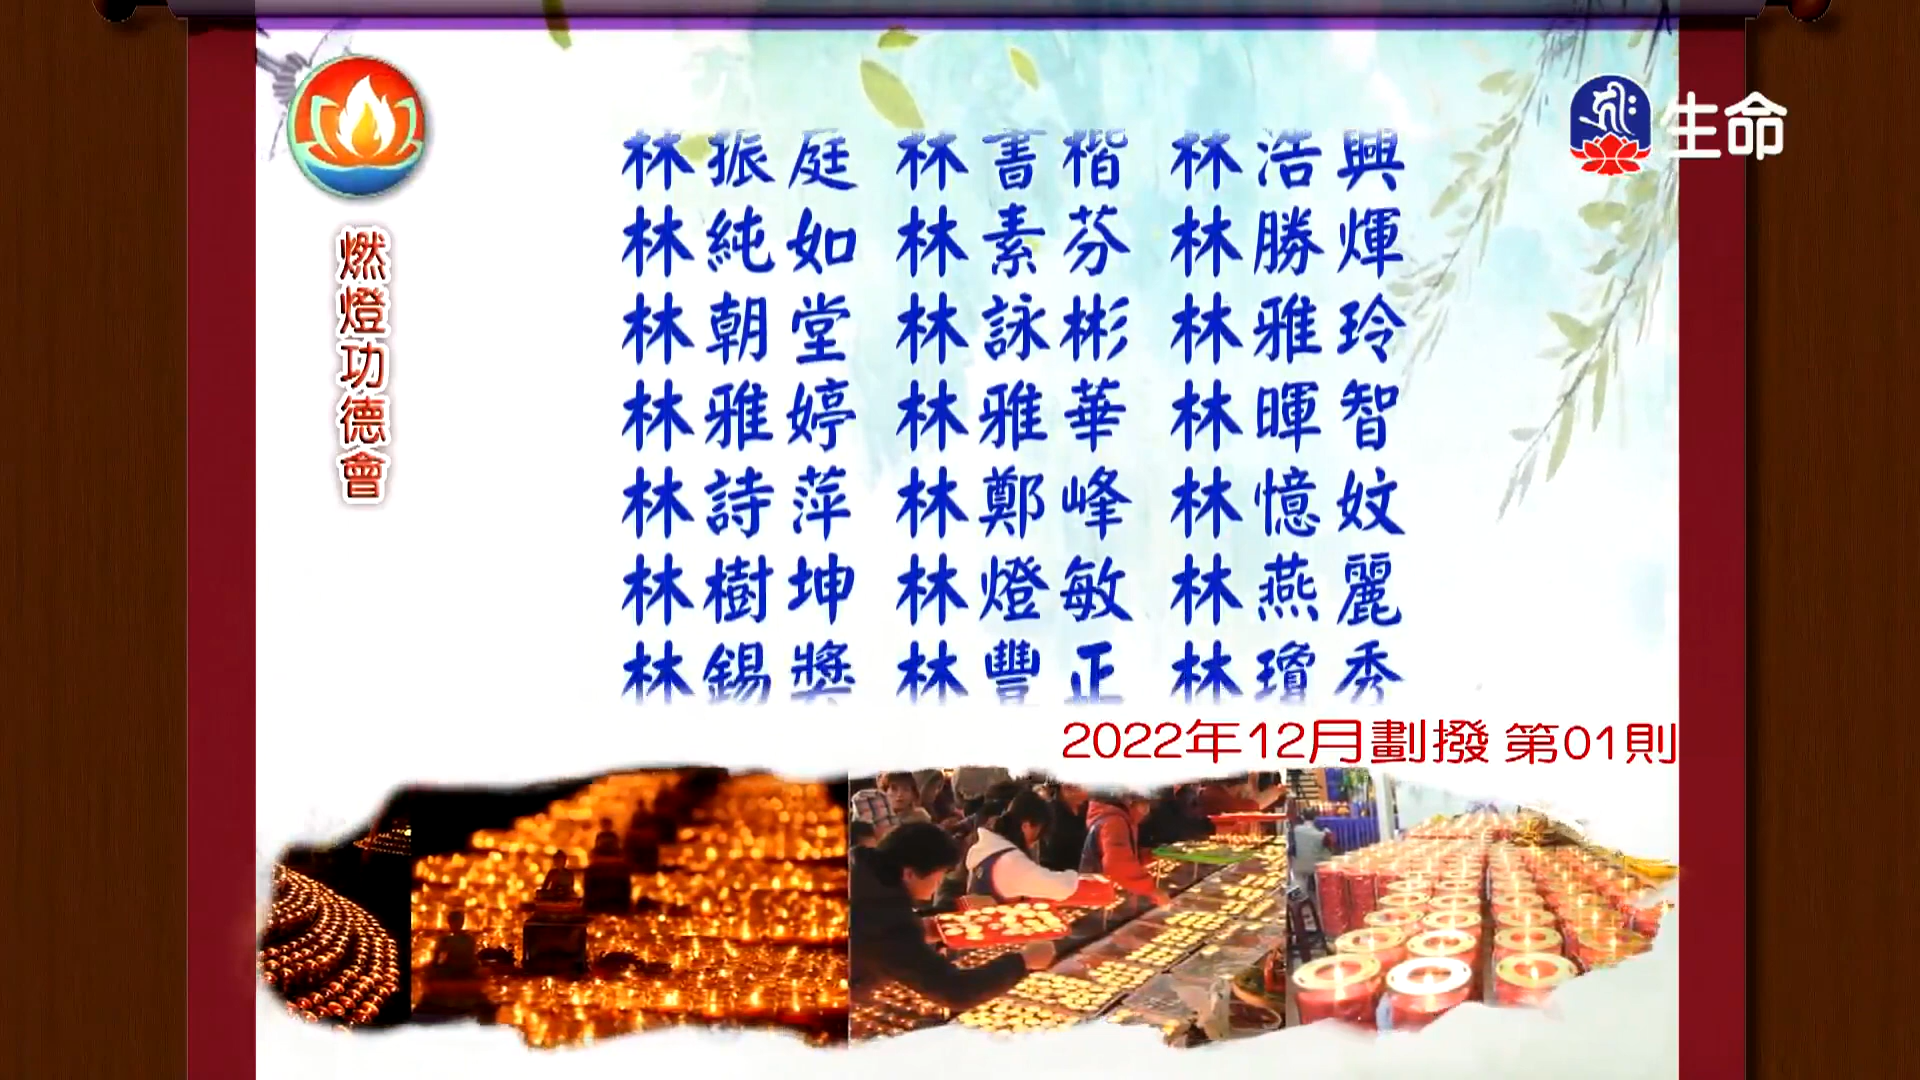 生命
燃燈功德會
林振庭 林書楷 林浩興
林純如 林素芬 林勝煇
林朝堂 林詠彬 林雅玲
林雅婷 林雅華 林暉智
林詩萍 林鄭峰 林憶妏
林樹坤 林燈敏 林燕麗
林錫獎 林豐正 林瓊秀
2022年12月劃撥 第01則